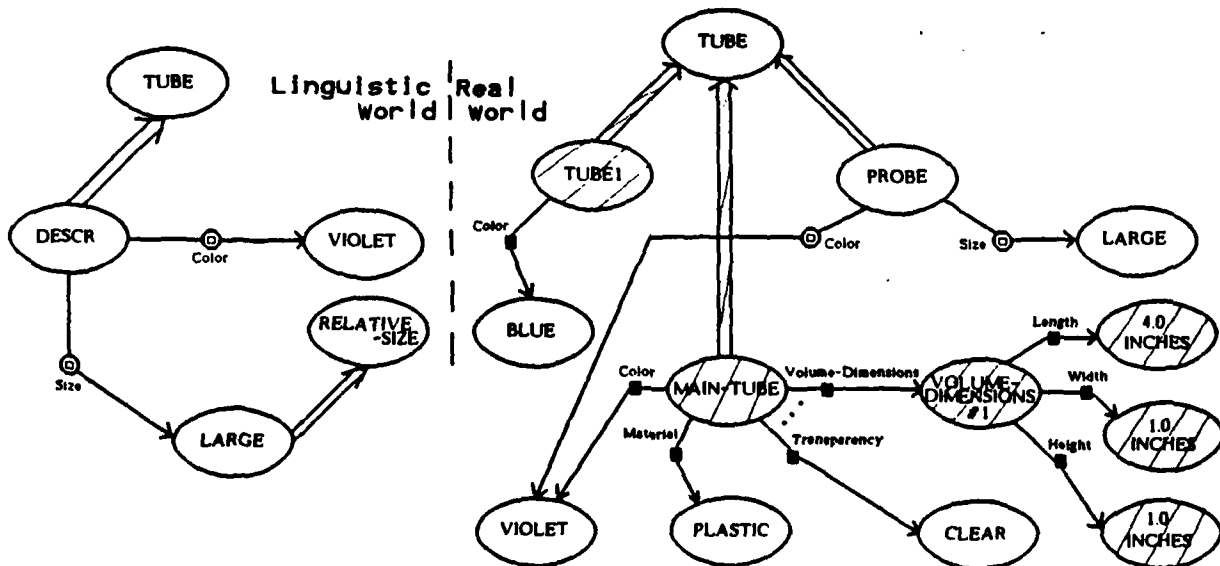 TUBE
Linguistic Real
World World
DESCR
Color
VIOLET
RELATIVE
-SIZE
Size
LARGE
TUBE
TUBE1
PROBE
Color
Color
Size
LARGE
BLUE
Length
4.0
INCHES
Color
MAIN-TUBE
Volume-Dimensions
VOLUME-
DIMENSIONS
#1
Width
1.0
INCHES
Material
Transparency
Height
VIOLET
PLASTIC
CLEAR
1.0
INCHES